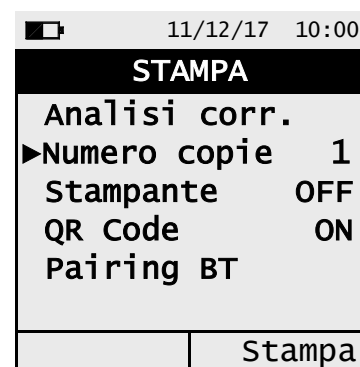 11/12/17 10:00
STAMPA
Analisi corr.
▶Numero copie 1
Stampante OFF
QR Code ON
Pairing BT
Stampa